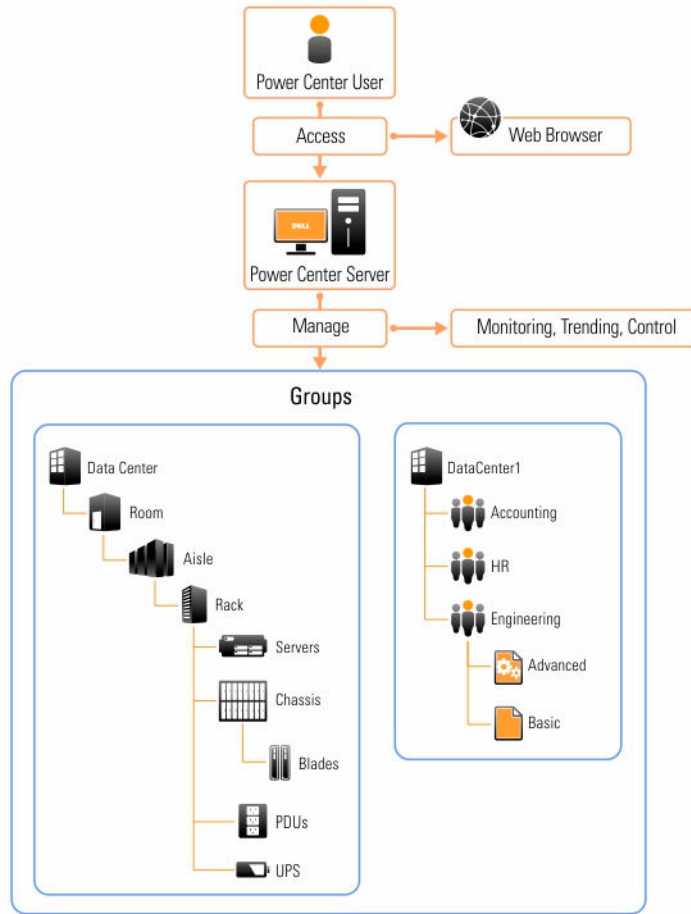 Power Center User
Access
Web Browser
DELL
Power Center Server
Manage
Monitoring, Trending, Control
Groups
Data Center
Room
Aisle
Rack
Servers
Chassis
Blades
PDUs
UPS
DataCenter1
Accounting
HR
Engineering
Advanced
Basic